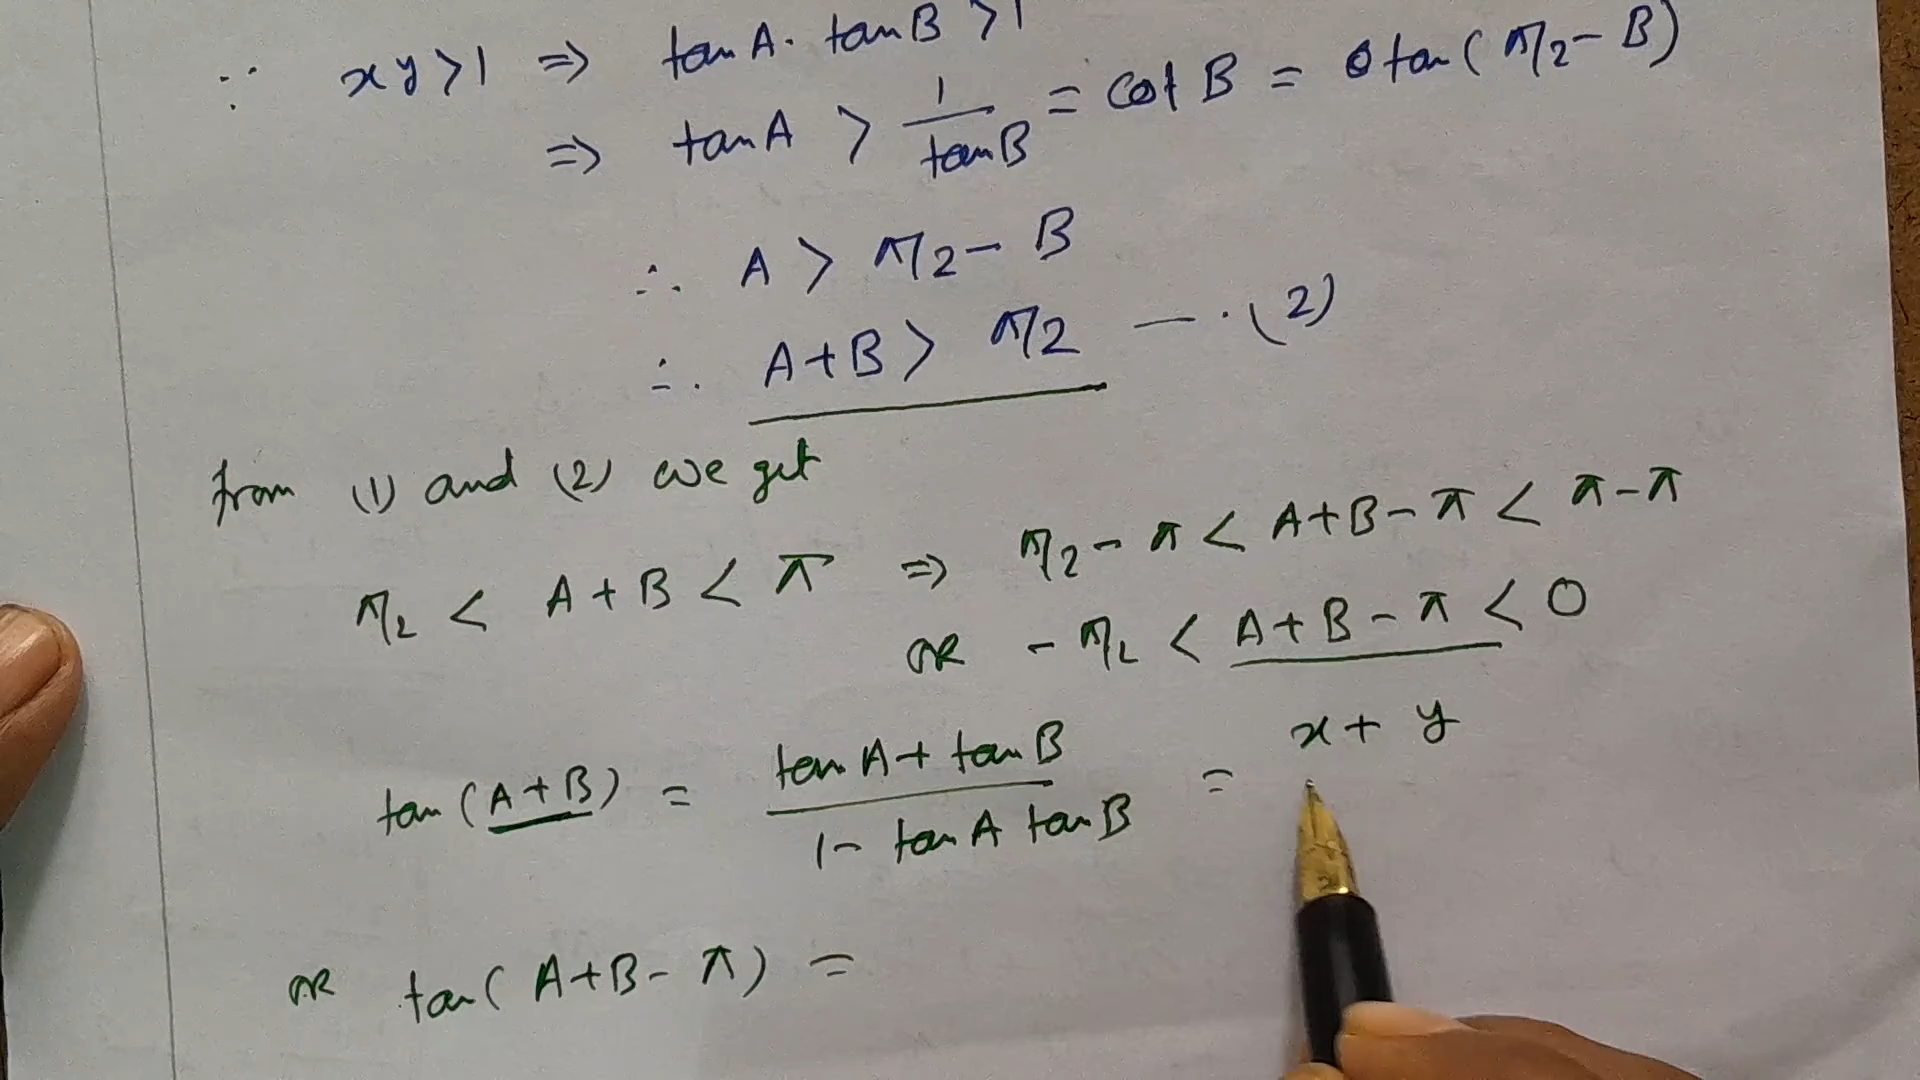 ∵ xy > 1 ⇒ tan A · tan B > 1
⇒ tan A > 1/tan B = cot B = tan(π/2 - B)
∴ A > π/2 - B
∴ A + B > π/2 — · (2)
from (1) and (2) we get
π/2 < A + B < π ⇒ π/2 - π < A + B - π < π - π
OR - π/2 < A + B - π < 0
tan(A + B) = (tan A + tan B)/(1 - tan A tan B) = x + y
OR tan(A + B - π) =